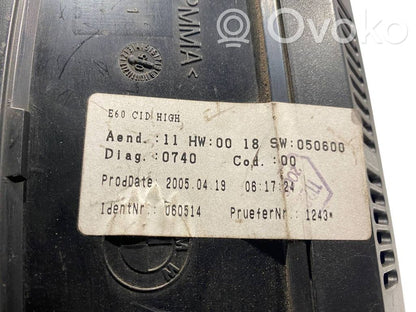 Ovoko
PMMA<
E60 CID HIGH
Aend.:11 HW:00 18 SW:050600
Diag.:0740 Cod.:00
ProdDate: 2005.04.19 08:17:24
IdentNr.: 060514 PrueferNr.: 1243*